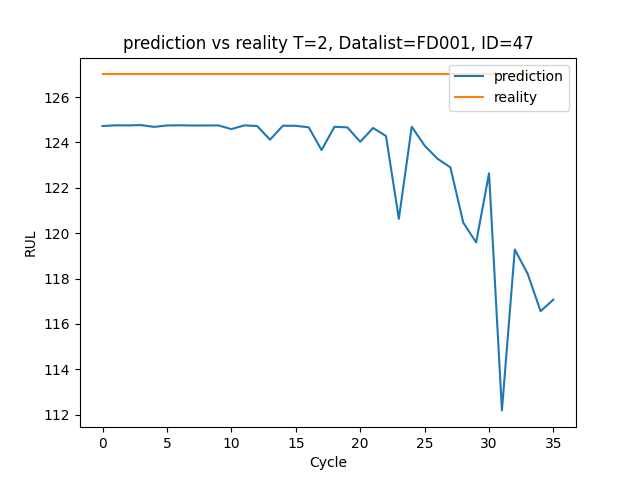 prediction vs reality T=2, Datalist=FD001, ID=47
prediction
reality
126
124
122
120
118
116
114
112
RUL
0 5 10 15 20 25 30 35
Cycle